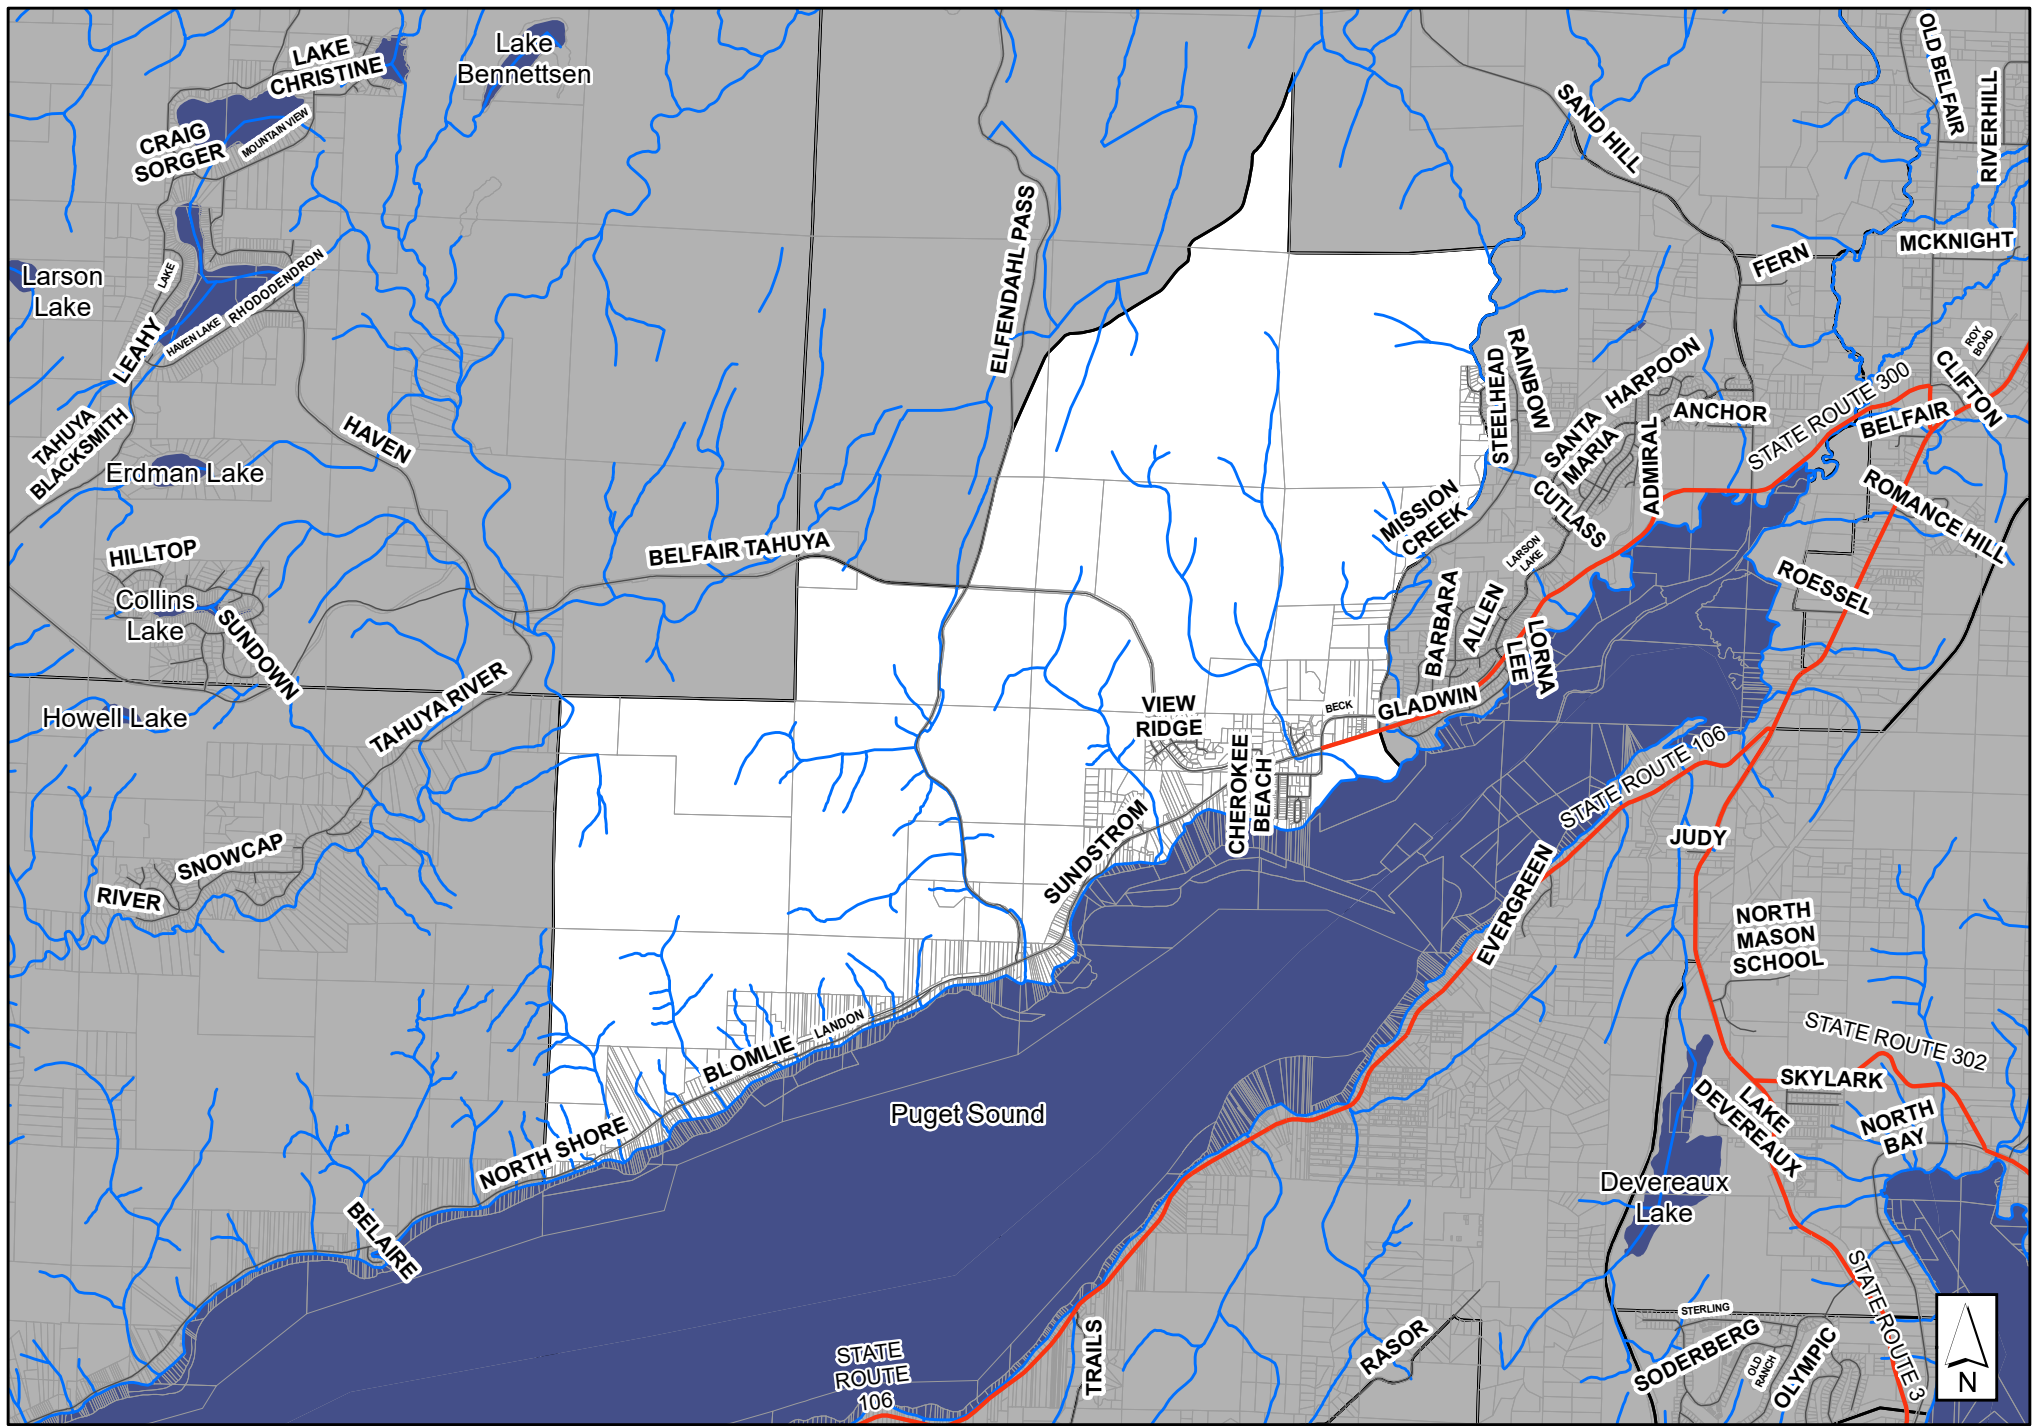 OLD BELFAIR
RIVERHILL
LAKE
CHRISTINE
Lake
Bennettsen
CRAIG
SORGER
MOUNTAIN VIEW
SAND HILL
ELFENDAHL PASS
MCKNIGHT
FERN
Larson
Lake
LAKE
RHODODENDRON
HAVEN LAKE
LEAHY
ROY
BOAD
CLIFTON
STEELHEAD
RAINBOW
HARPOON
SANTA
MARIA
ANCHOR
STATE ROUTE 300
BELFAIR
TAHUYA
BLACKSMITH
HAVEN
Erdman Lake
ADMIRAL
CUTLASS
ROMANCE HILL
MISSION
CREEK
HILLTOP
BELFAIR TAHUYA
LARSON
LAKE
ROESSEL
Collins
Lake
SUNDOWN
BARBARA
ALLEN
LORNA
LEE
TAHUYA RIVER
Howell Lake
VIEW
RIDGE
BECK
GLADWIN
STATE ROUTE 106
CHEROKEE
BEACH
JUDY
SNOWCAP
RIVER
SUNDSTROM
EVERGREEN
NORTH
MASON
SCHOOL
LANDON
BLOMLIE
STATE ROUTE 302
SKYLARK
LAKE
DEVEREAUX
NORTH
BAY
Puget Sound
NORTH SHORE
Devereaux
Lake
BELAIRE
STATE ROUTE 3
STERLING
SODERBERG
OLD
RANCH
OLYMPIC
RASOR
TRAILS
STATE
ROUTE
106
N